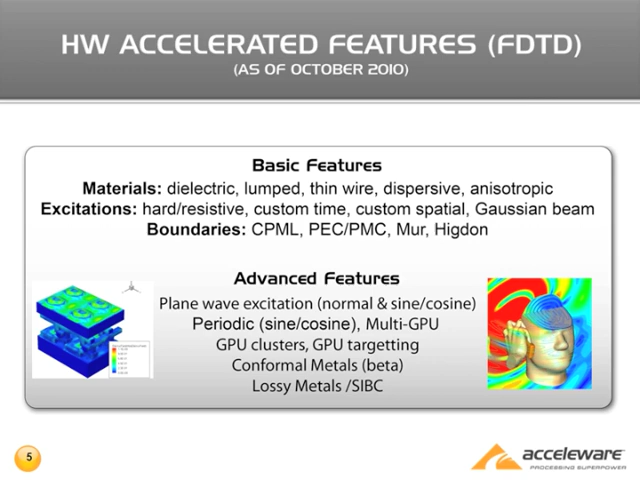 HW ACCELERATED FEATURES (FDTD)
(AS OF OCTOBER 2010)
Basic Features
Materials: dielectric, lumped, thin wire, dispersive, anisotropic
Excitations: hard/resistive, custom time, custom spatial, Gaussian beam
Boundaries: CPML, PEC/PMC, Mur, Higdon
Advanced Features
Plane wave excitation (normal & sine/cosine)
Periodic (sine/cosine), Multi-GPU
GPU clusters, GPU targetting
Conformal Metals (beta)
Lossy Metals /SIBC
5
acceleware
PROCESSING SUPERPOWER